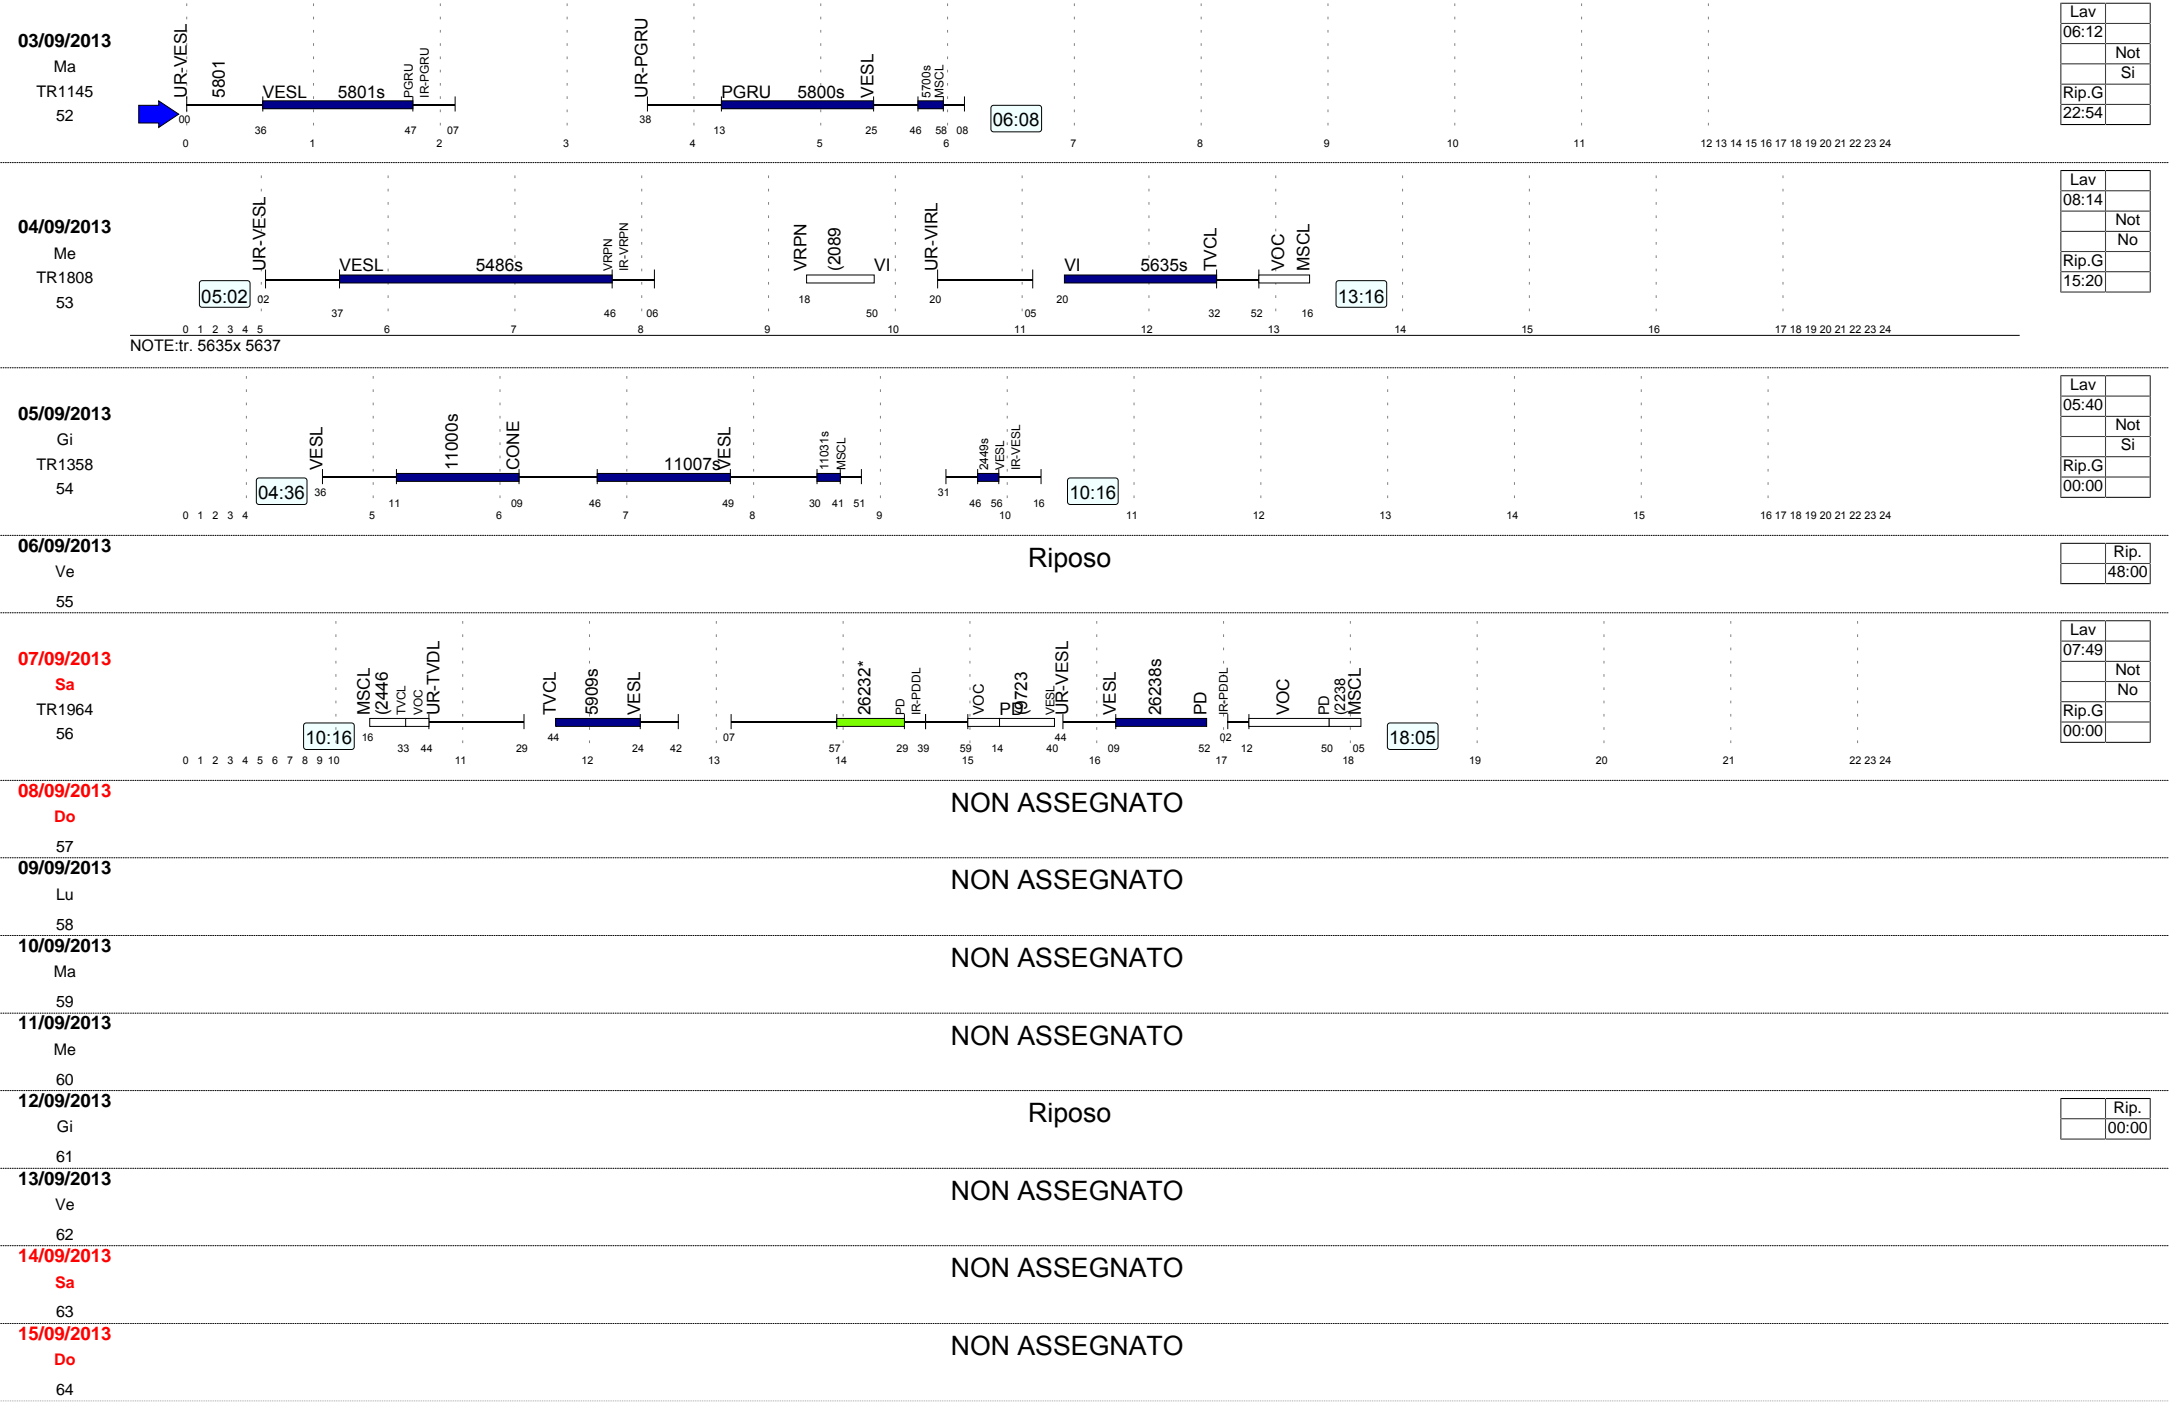 03/09/2013
Ma
TR1145
52
UR-VESL 5801 VESL 5801s PGRU IR-PGRU UR-PGRU PGRU 5800s VESL 5700s MSCL
00 36 47 07 38 13 25 46 58 08 06:08
0 1 2 3 4 5 6 7 8 9 10 11 12 13 14 15 16 17 18 19 20 21 22 23 24
Lav
06:12
Not
Si
Rip.G
22:54
04/09/2013
Me
TR1808
53
UR-VESL VESL 5486s VRPN IR-VRPN VRPN (2089 VI UR-VIRL VI 5635s TVCL VOC MSCL
05:02 02 37 46 06 18 50 20 05 20 32 52 16 13:16
0 1 2 3 4 5 6 7 8 9 10 11 12 13 14 15 16 17 18 19 20 21 22 23 24
NOTE:tr. 5635x 5637
Lav
08:14
Not
No
Rip.G
15:20
05/09/2013
Gi
TR1358
54
VESL 11000s CONE 11007s VESL 11031s MSCL 2449s VESL IR-VESL
04:36 36 11 09 46 49 30 41 51 31 46 56 16 10:16
0 1 2 3 4 5 6 7 8 9 10 11 12 13 14 15 16 17 18 19 20 21 22 23 24
Lav
05:40
Not
Si
Rip.G
00:00
06/09/2013
Ve
55
Riposo
Rip.
48:00
07/09/2013
Sa
TR1964
56
MSCL (2446 TVCL VOC UR-TVDL TVCL 5909s VESL 26232* PD IR-PDDL VOC PD (9723 VESL UR-VESL VESL 26238s PD IR-PDDL VOC PD (2238 MSCL
10:16 16 33 44 29 44 24 42 07 57 29 39 59 14 40 44 09 52 02 12 50 05 18:05
0 1 2 3 4 5 6 7 8 9 10 11 12 13 14 15 16 17 18 19 20 21 22 23 24
Lav
07:49
Not
No
Rip.G
00:00
08/09/2013
Do
57
NON ASSEGNATO
09/09/2013
Lu
58
NON ASSEGNATO
10/09/2013
Ma
59
NON ASSEGNATO
11/09/2013
Me
60
NON ASSEGNATO
12/09/2013
Gi
61
Riposo
Rip.
00:00
13/09/2013
Ve
62
NON ASSEGNATO
14/09/2013
Sa
63
NON ASSEGNATO
15/09/2013
Do
64
NON ASSEGNATO